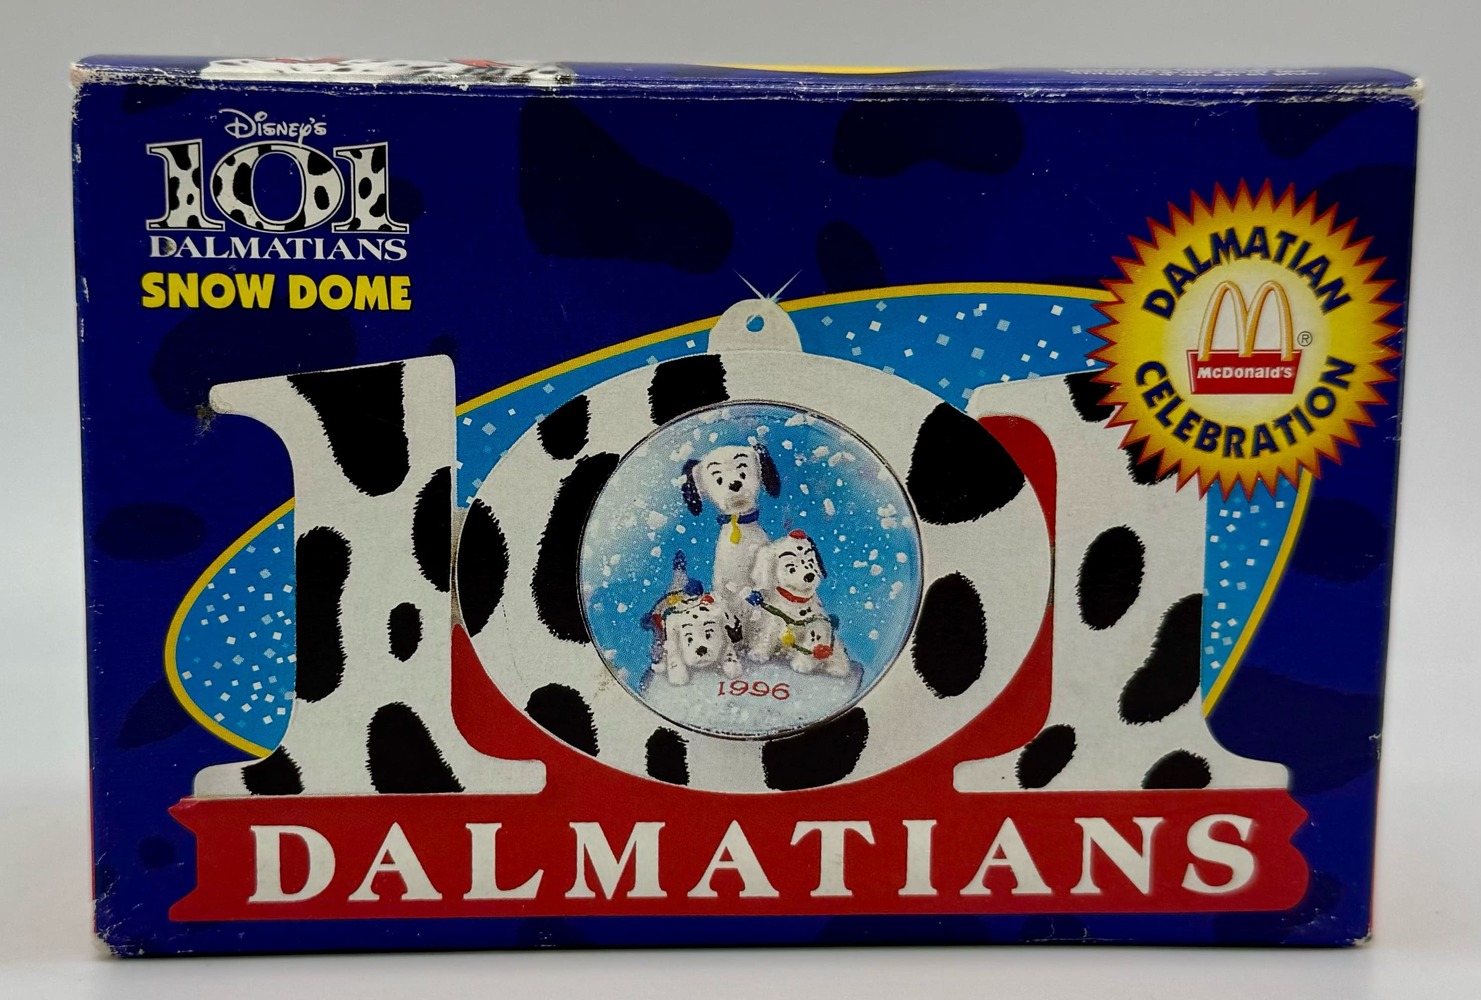 Disney's
101
DALMATIANS
SNOW DOME
DALMATIAN
McDonald's®
CELEBRATION
101
1996
DALMATIANS